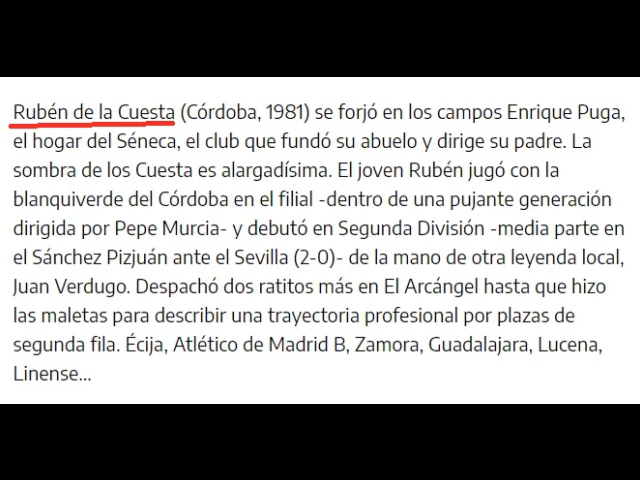 Rubén de la Cuesta (Córdoba, 1981) se forjó en los campos Enrique Puga,
el hogar del Séneca, el club que fundó su abuelo y dirige su padre. La
sombra de los Cuesta es alargadísima. El joven Rubén jugó con la
blanquiverde del Córdoba en el filial -dentro de una pujante generación
dirigida por Pepe Murcia- y debutó en Segunda División -media parte en
el Sánchez Pizjuán ante el Sevilla (2-0)- de la mano de otra leyenda local,
Juan Verdugo. Despachó dos ratitos más en El Arcángel hasta que hizo
las maletas para describir una trayectoria profesional por plazas de
segunda fila. Écija, Atlético de Madrid B, Zamora, Guadalajara, Lucena,
Linense...